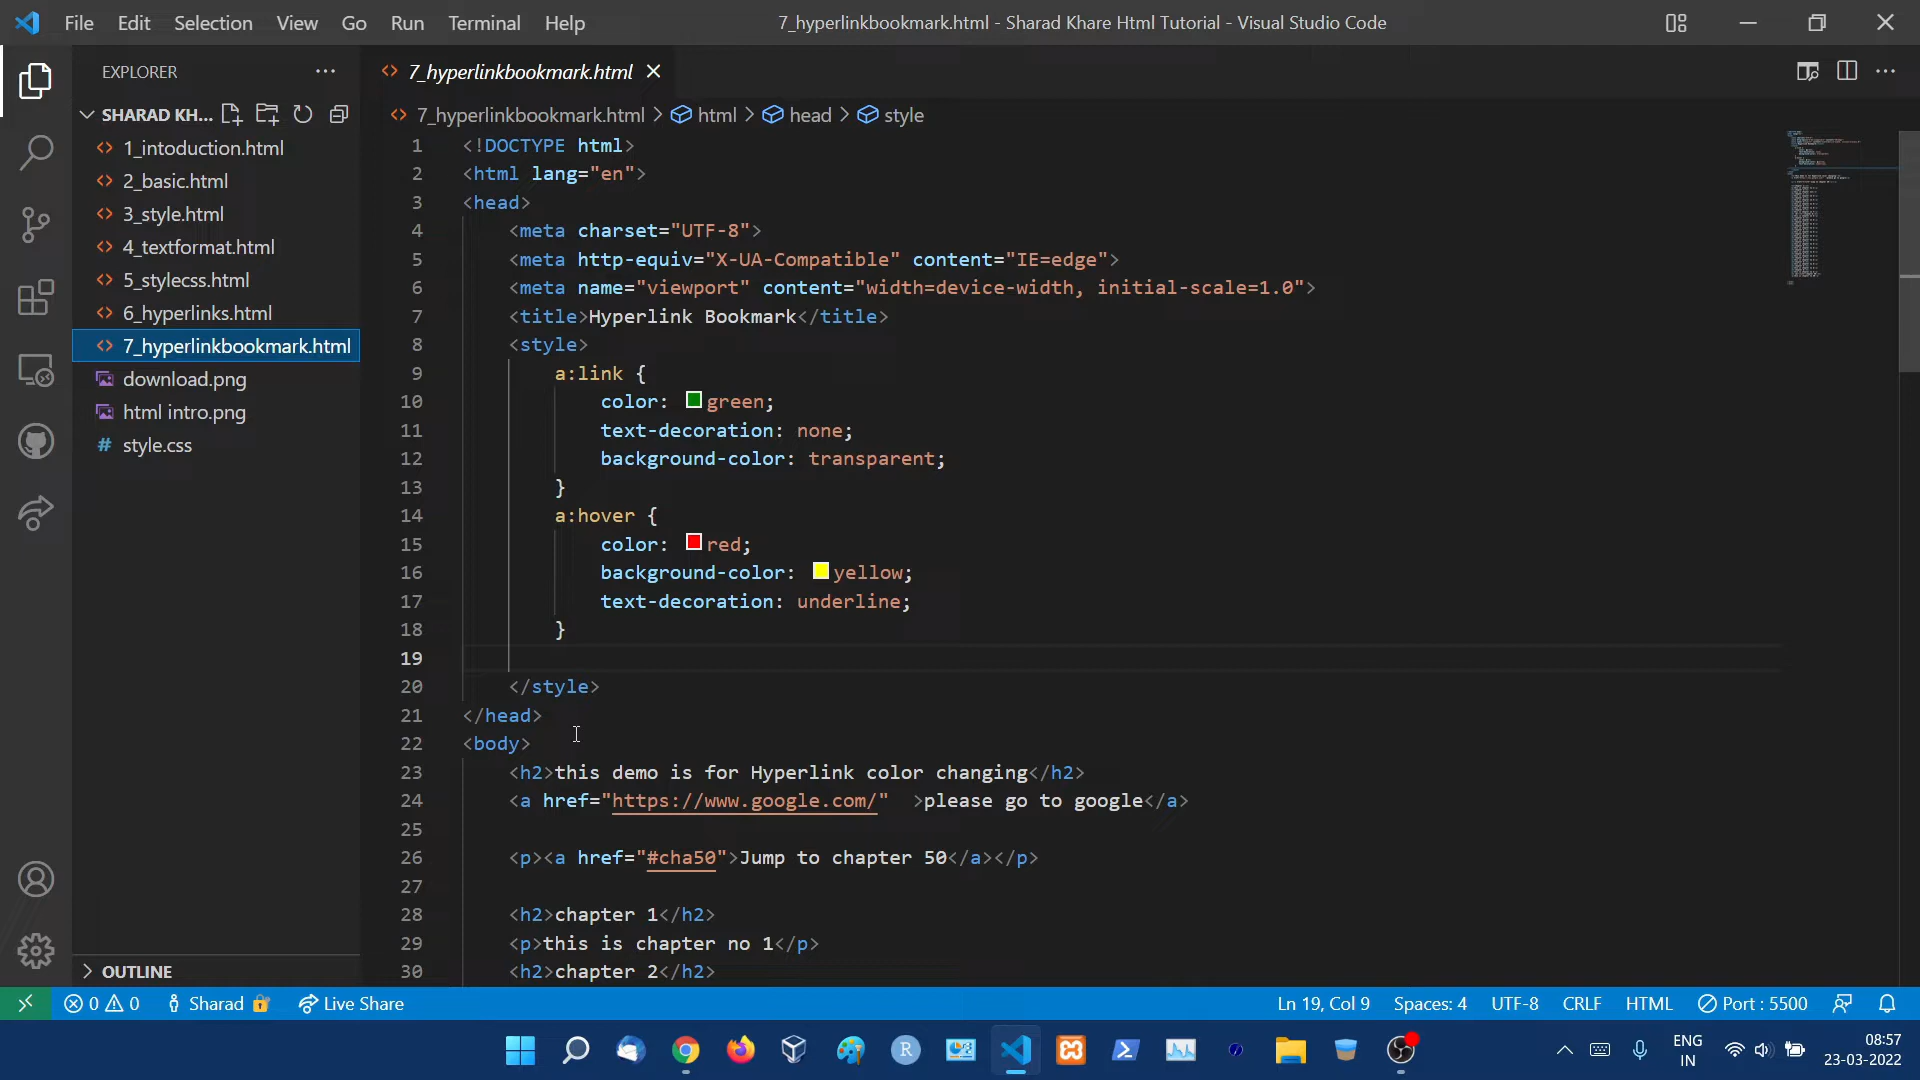 File Edit Selection View Go Run Terminal Help
7_hyperlinkbookmark.html - Sharad Khare Html Tutorial - Visual Studio Code
EXPLORER
SHARAD KH...
1_intoduction.html
2_basic.html
3_style.html
4_textformat.html
5_stylecss.html
6_hyperlinks.html
7_hyperlinkbookmark.html
download.png
html intro.png
# style.css
OUTLINE
7_hyperlinkbookmark.html
7_hyperlinkbookmark.html > html > head > style
1 <!DOCTYPE html>
2 <html lang="en">
3 <head>
4 <meta charset="UTF-8">
5 <meta http-equiv="X-UA-Compatible" content="IE=edge">
6 <meta name="viewport" content="width=device-width, initial-scale=1.0">
7 <title>Hyperlink Bookmark</title>
8 <style>
9 a:link {
10 color: green;
11 text-decoration: none;
12 background-color: transparent;
13 }
14 a:hover {
15 color: red;
16 background-color: yellow;
17 text-decoration: underline;
18 }
19
20 </style>
21 </head>
22 <body>
23 <h2>this demo is for Hyperlink color changing</h2>
24 <a href="https://www.google.com/" >please go to google</a>
25
26 <p><a href="#cha50">Jump to chapter 50</a></p>
27
28 <h2>chapter 1</h2>
29 <p>this is chapter no 1</p>
30 <h2>chapter 2</h2>
0 0 Sharad Live Share
Ln 19, Col 9 Spaces: 4 UTF-8 CRLF HTML Port : 5500
R
ENG
IN
08:57
23-03-2022